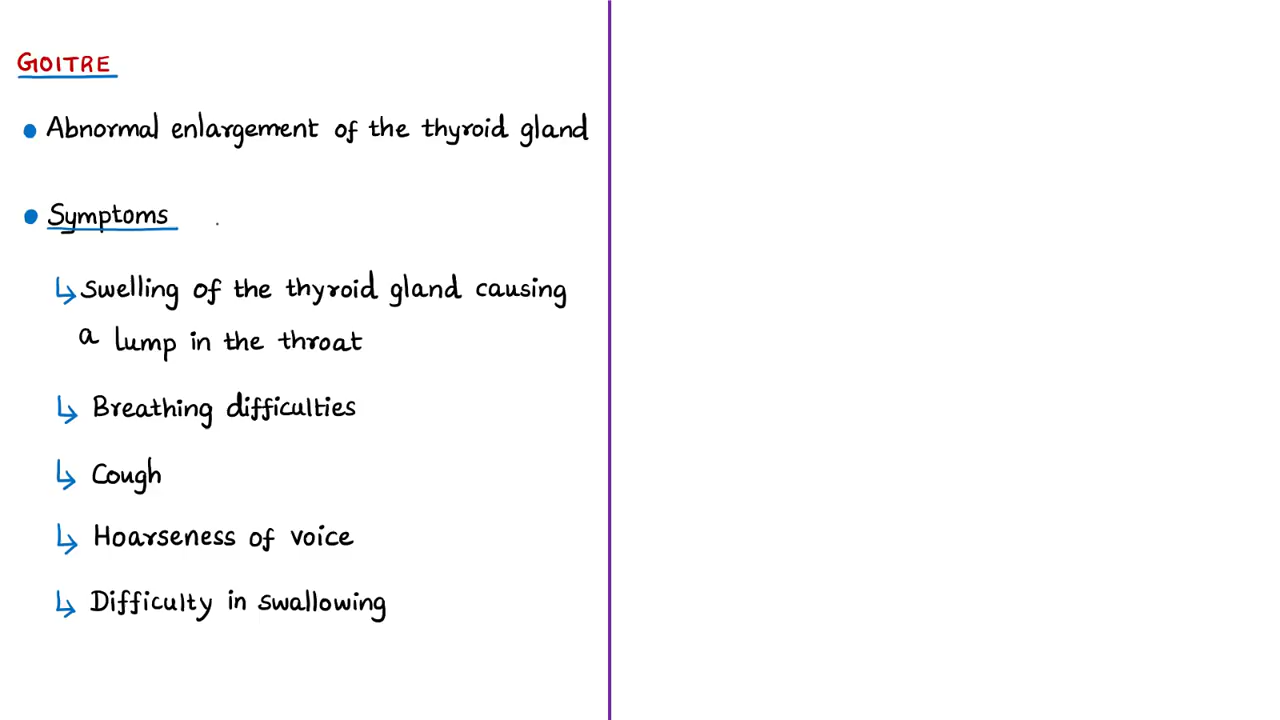 GOITRE
Abnormal enlargement of the thyroid gland
Symptoms
Swelling of the thyroid gland causing
a lump in the throat
Breathing difficulties
Cough
Hoarseness of voice
Difficulty in swallowing